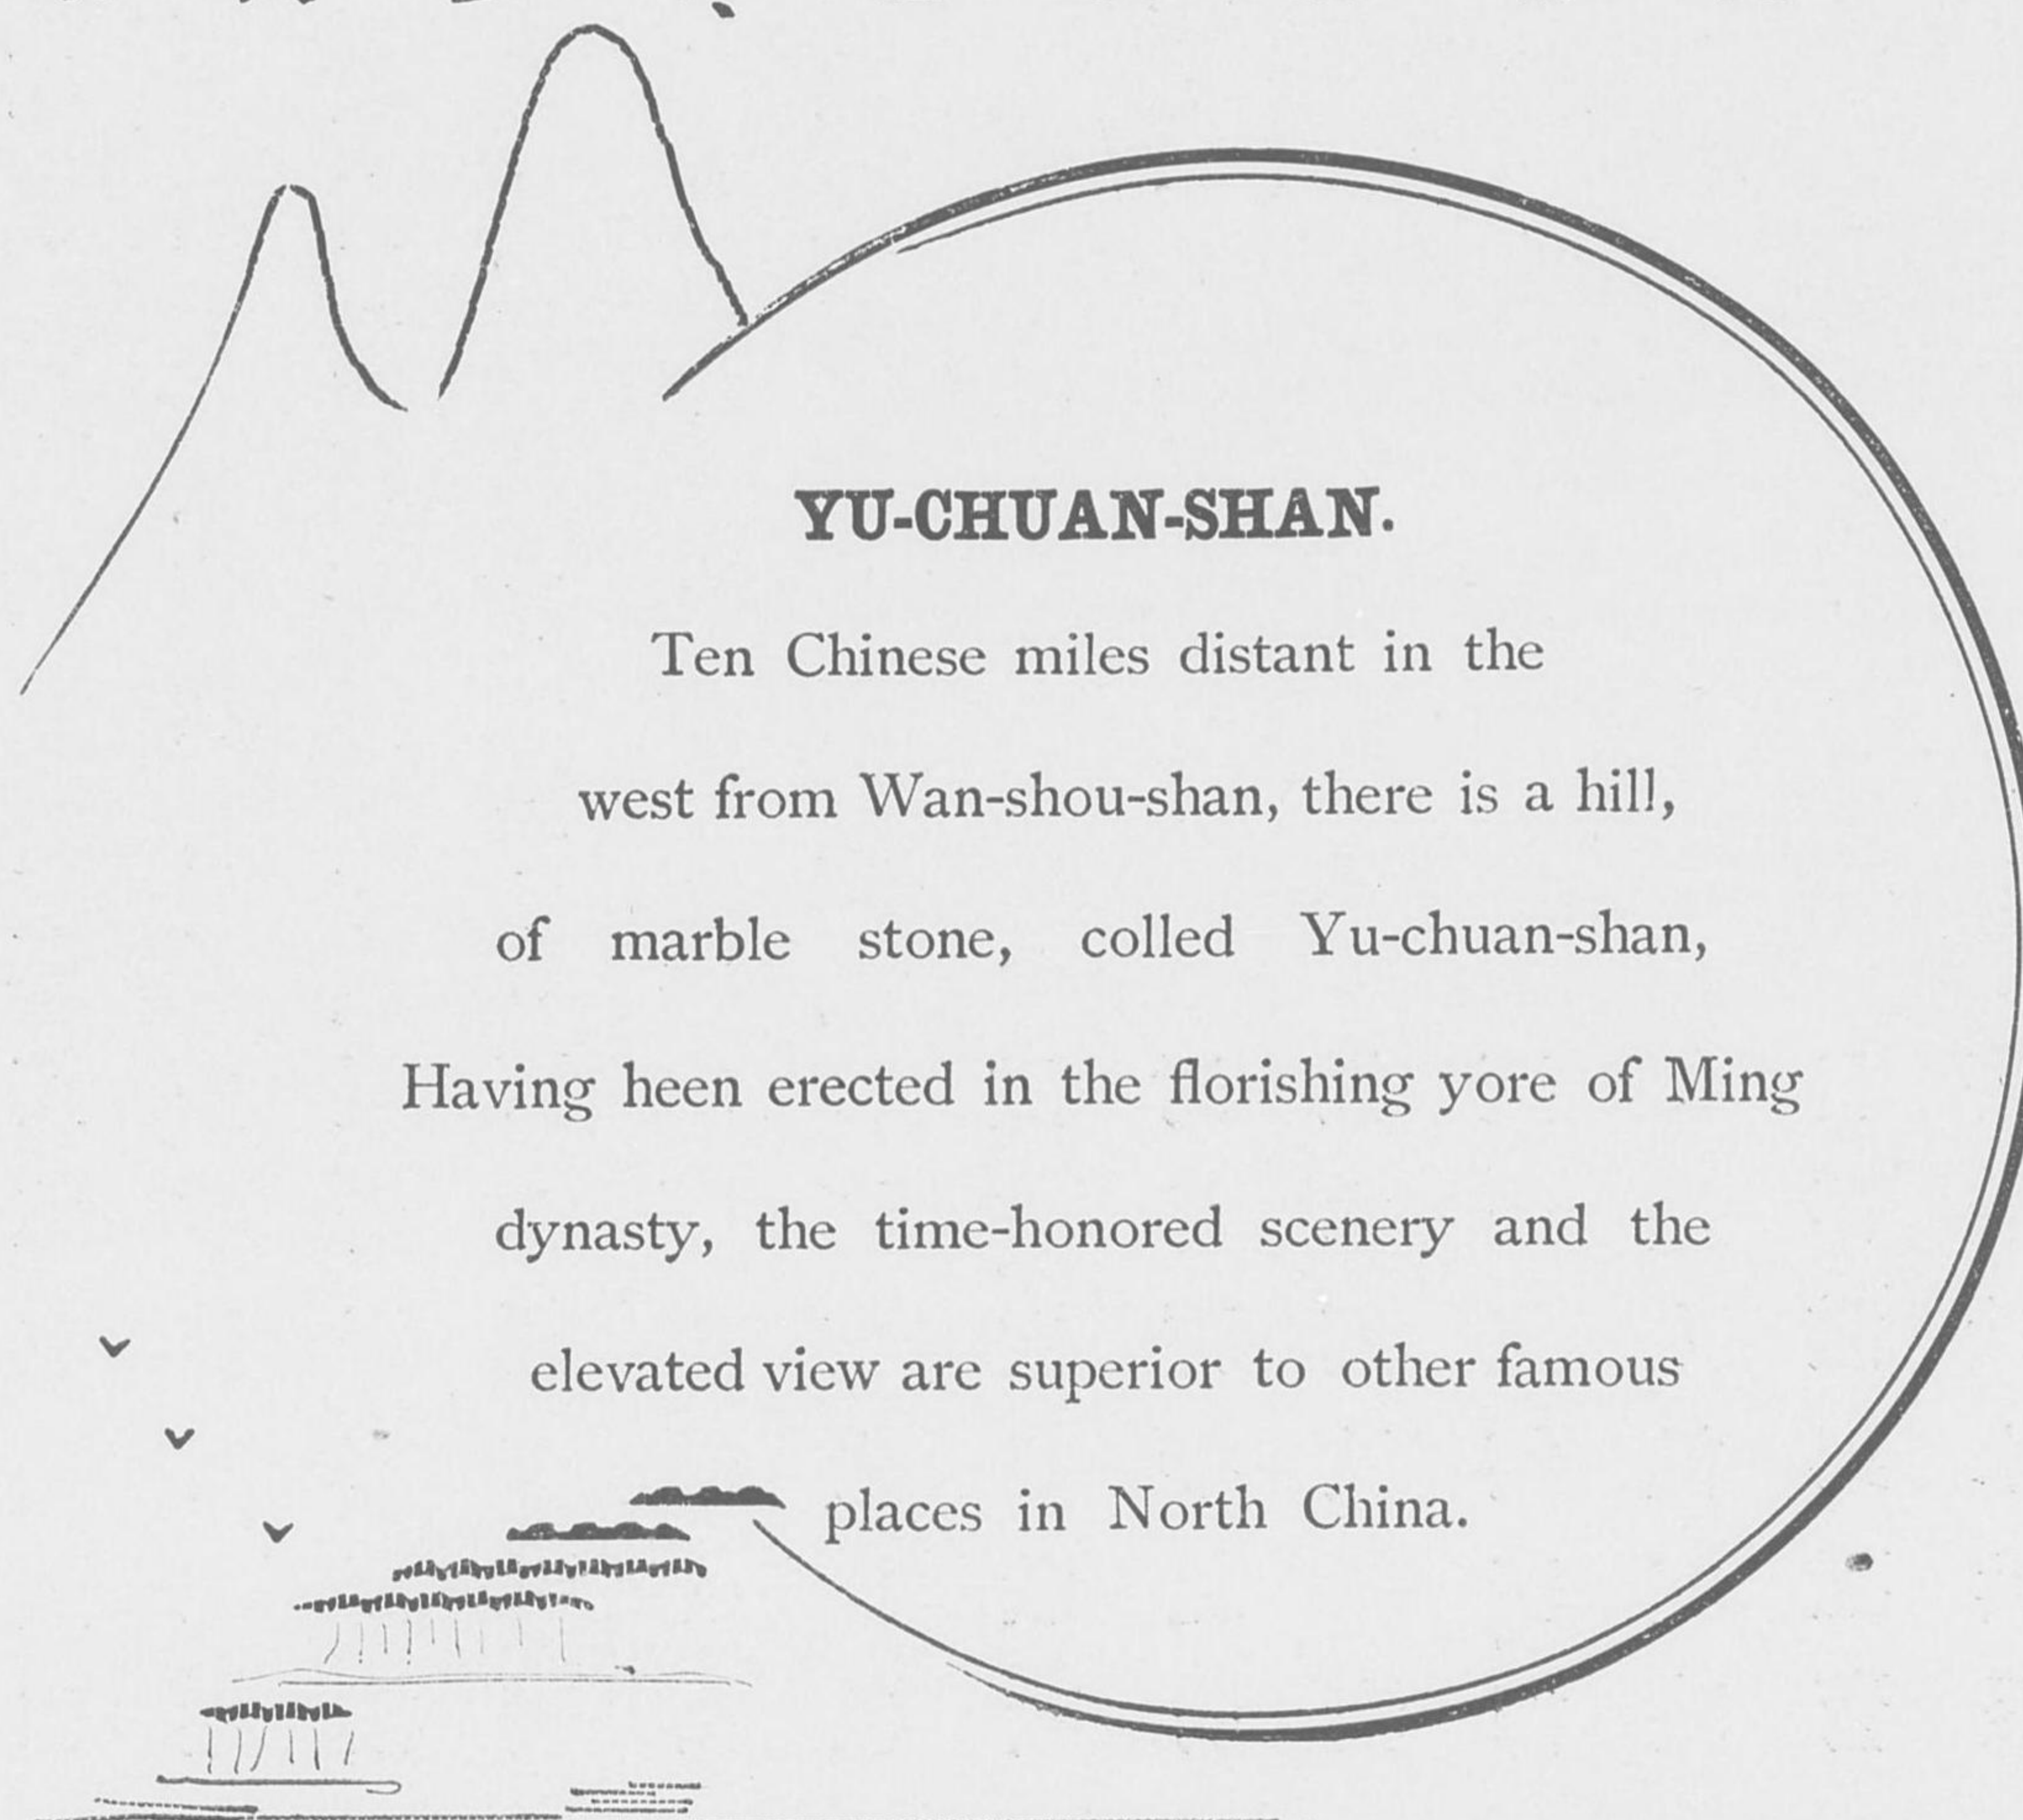 YU-CHUAN-SHAN.
Ten Chinese miles distant in the
west from Wan-shou-shan, there is a hill,
of marble stone, colled Yu-chuan-shan,
Having heen erected in the florishing yore of Ming
dynasty, the time-honored scenery and the
elevated view are superior to other famous
places in North China.